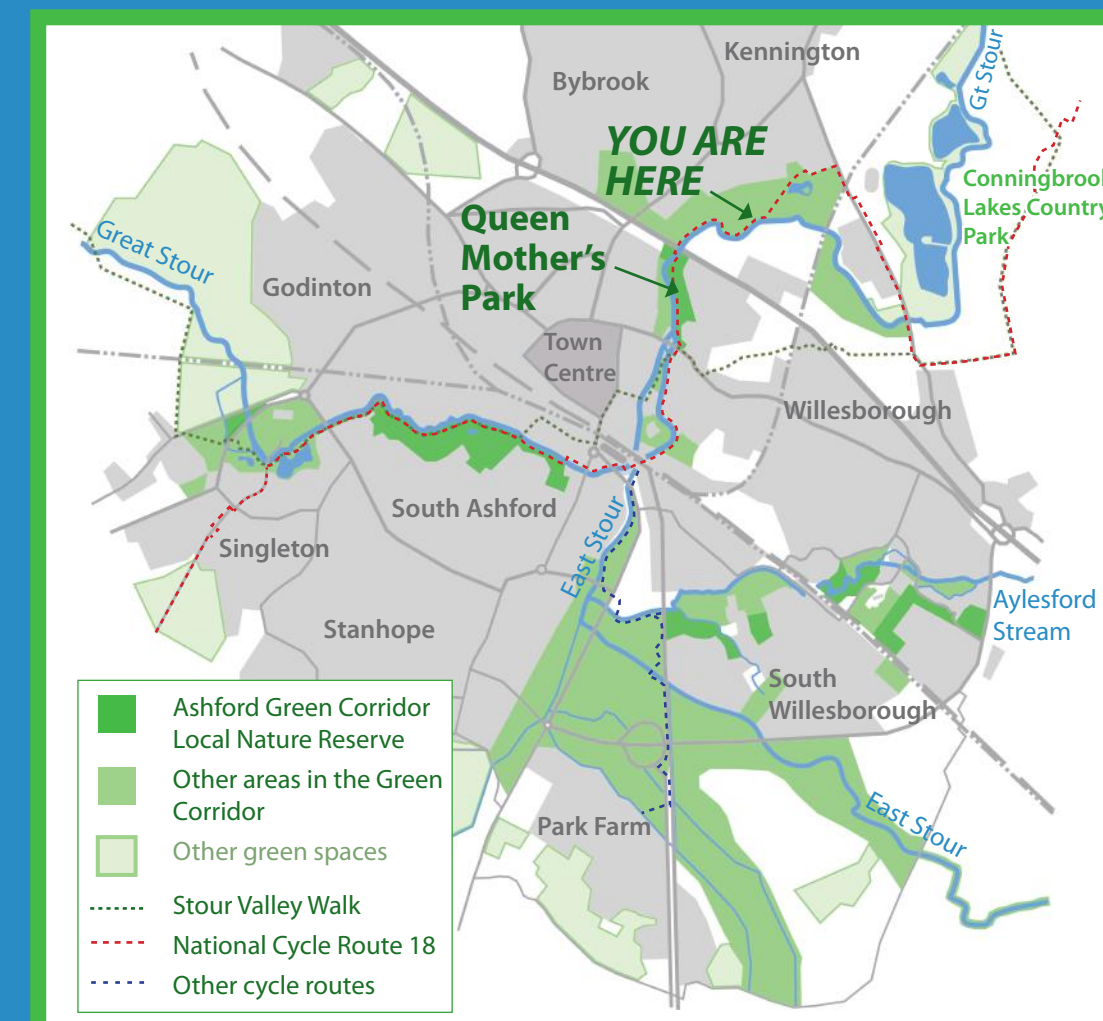 Kennington
Bybrook
Gt Stour
YOU ARE
HERE
Conningbrook
Lakes Country
Park
Queen
Mother's
Park
Great Stour
Godinton
Town
Centre
Willesborough
South Ashford
East Stour
Singleton
Aylesford
Stream
Stanhope
South
Willesborough
Park Farm
East Stour
Ashford Green Corridor
Local Nature Reserve
Other areas in the Green
Corridor
Other green spaces
Stour Valley Walk
National Cycle Route 18
Other cycle routes